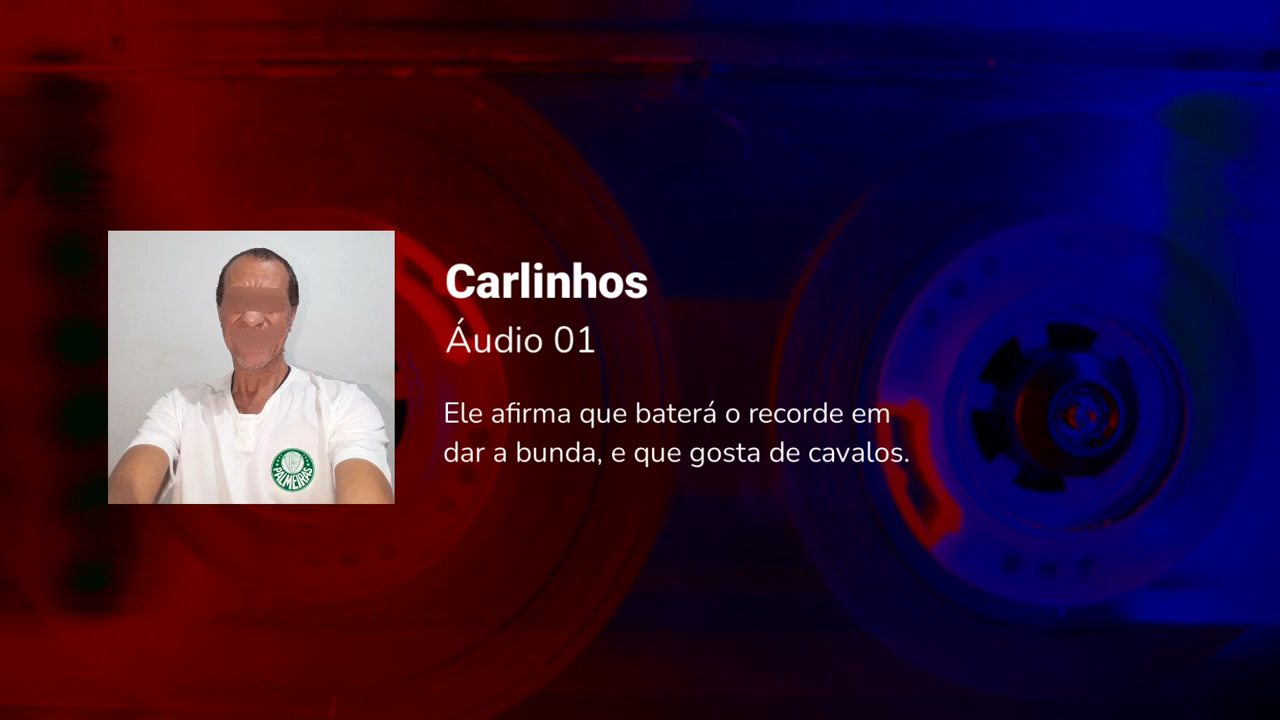 Carlinhos
Áudio 01
Ele afirma que baterá o recorde em
dar a bunda, e que gosta de cavalos.
PALMEIRAS